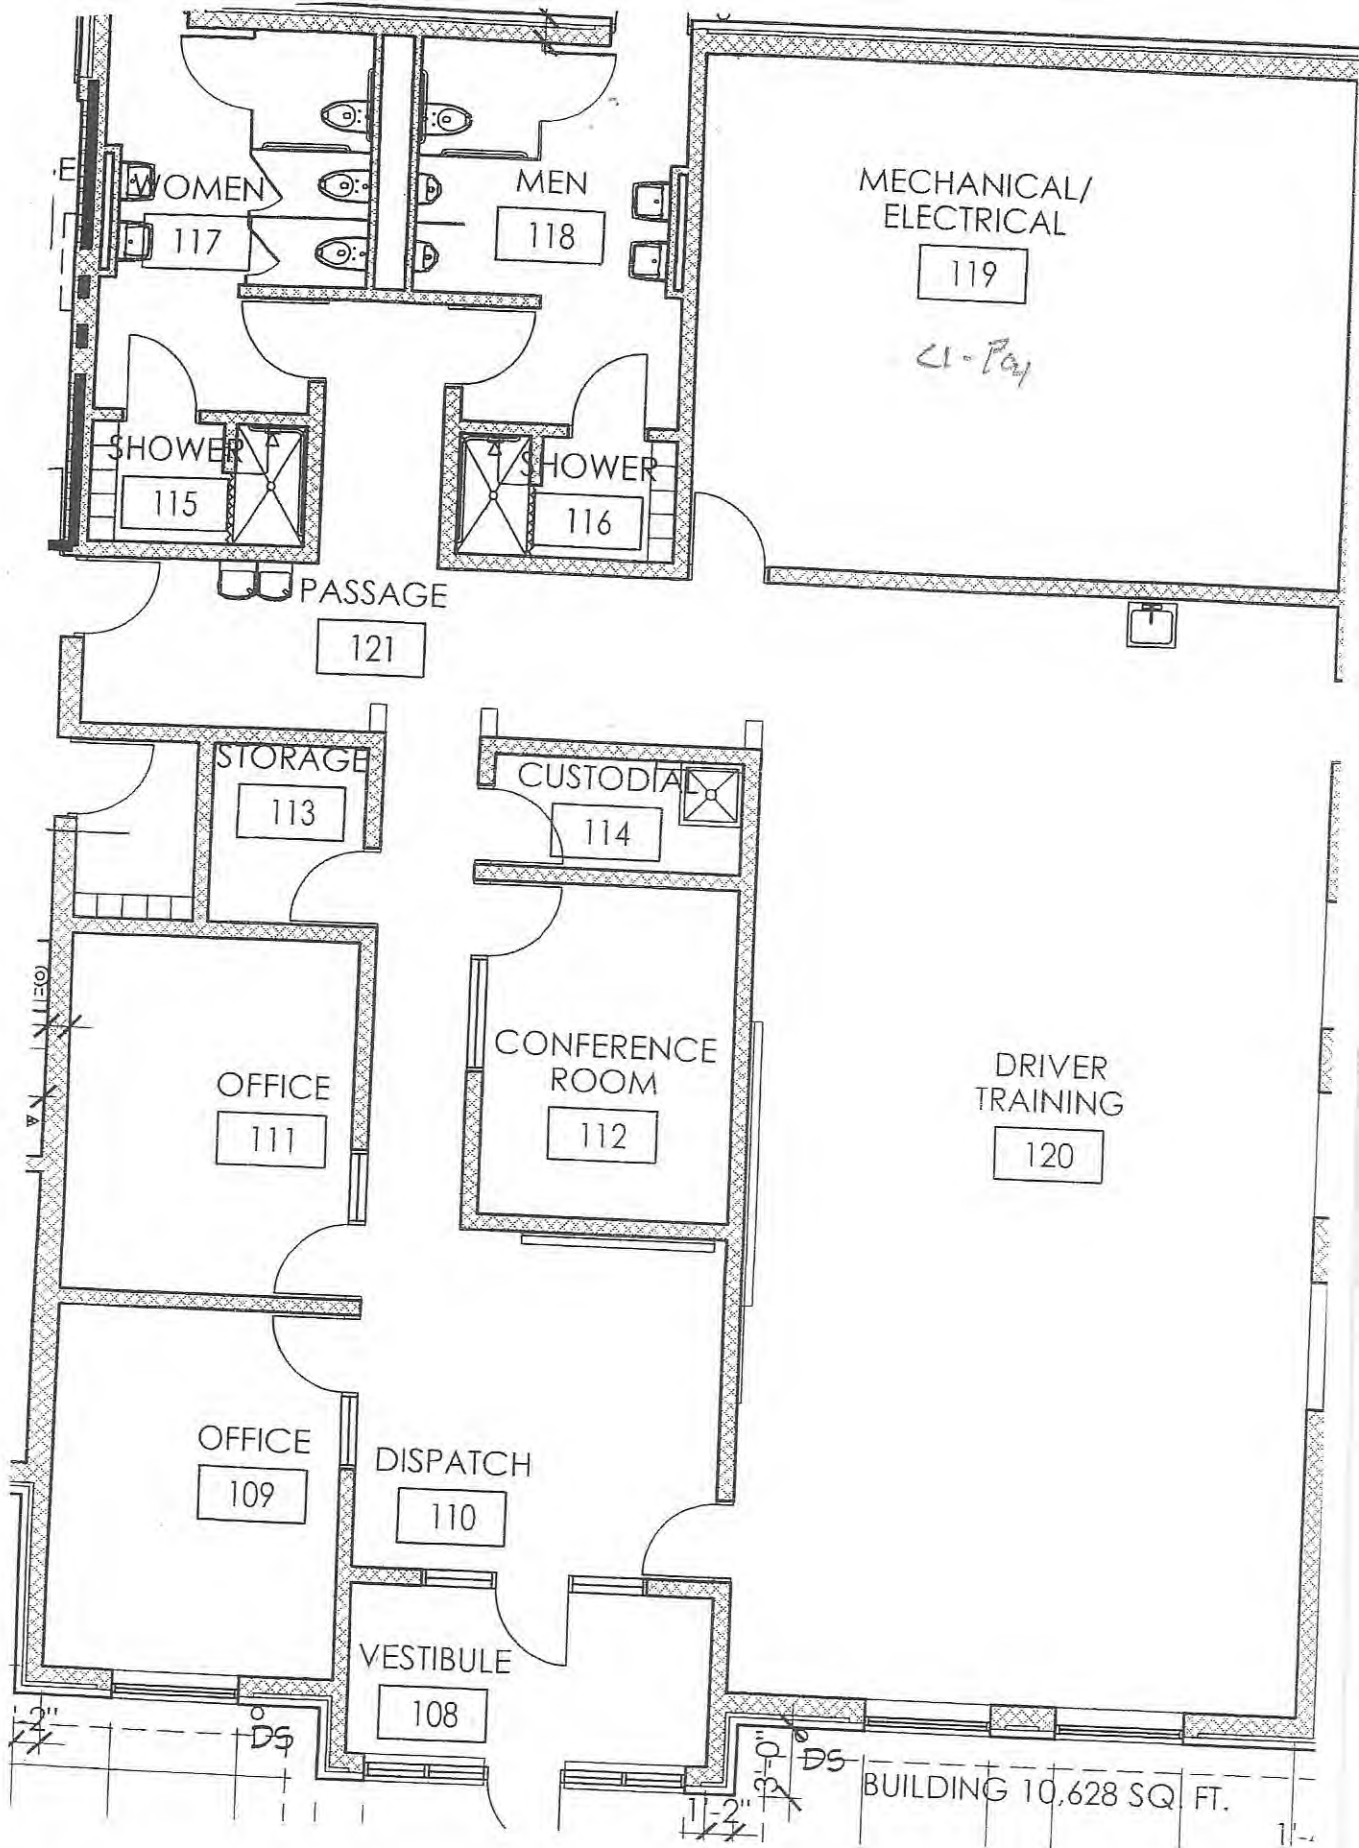 WOMEN
117
MEN
118
MECHANICAL/
ELECTRICAL
119
SHOWER
115
SHOWER
116
PASSAGE
121
STORAGE
113
CUSTODIAL
114
CONFERENCE
ROOM
112
OFFICE
111
DRIVER
TRAINING
120
OFFICE
109
DISPATCH
110
VESTIBULE
108
DS
DS
3'-0"
1'-2"
BUILDING 10,628 SQ. FT.